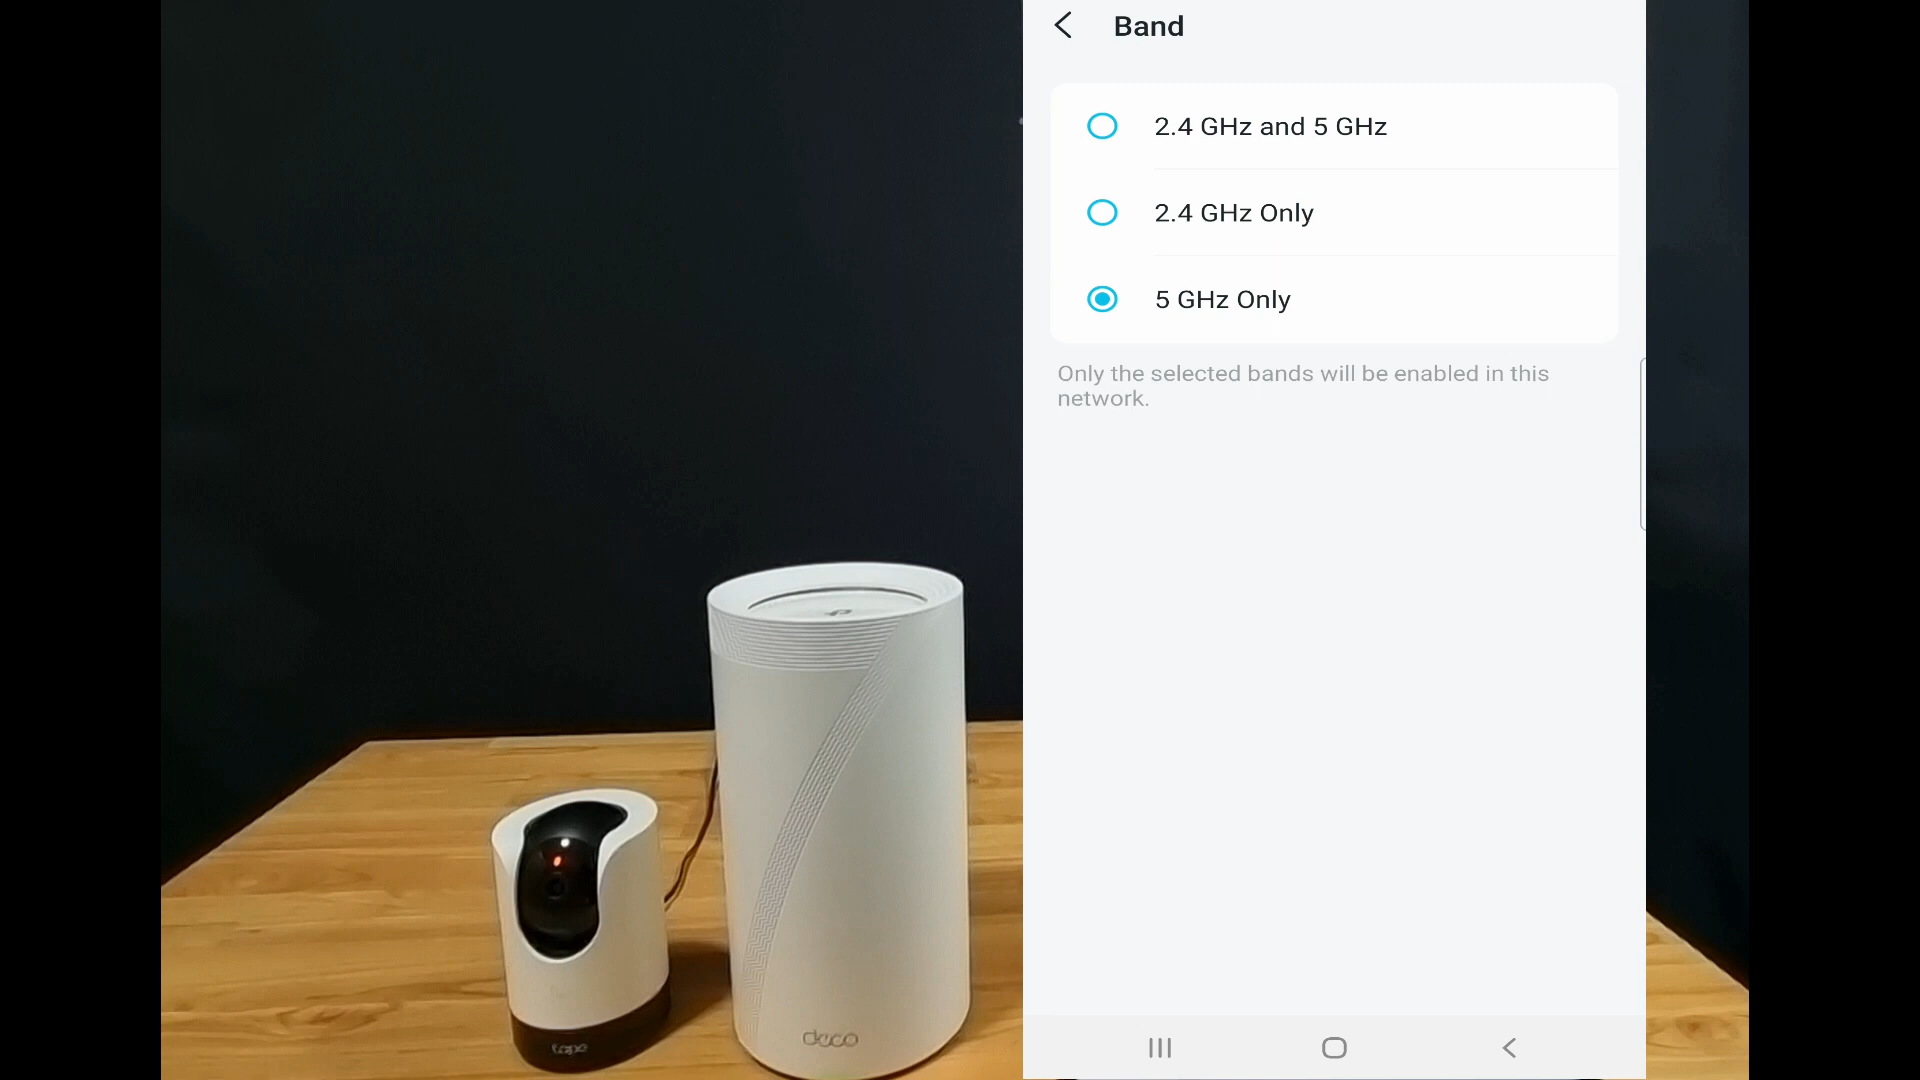 Band
2.4 GHz and 5 GHz
2.4 GHz Only
5 GHz Only
Only the selected bands will be enabled in this
network.
deco
tapo